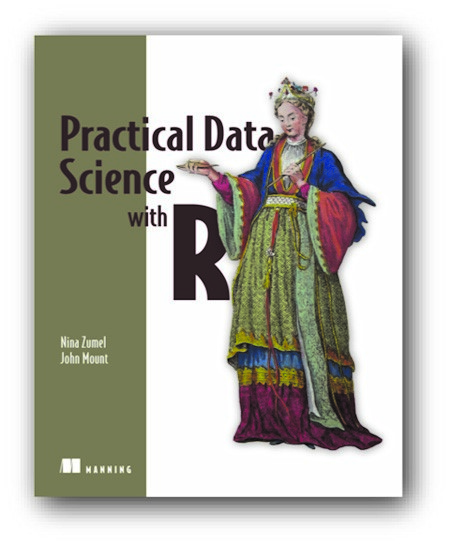 Practical Data
Science
with R
Nina Zumel
John Mount
MANNING